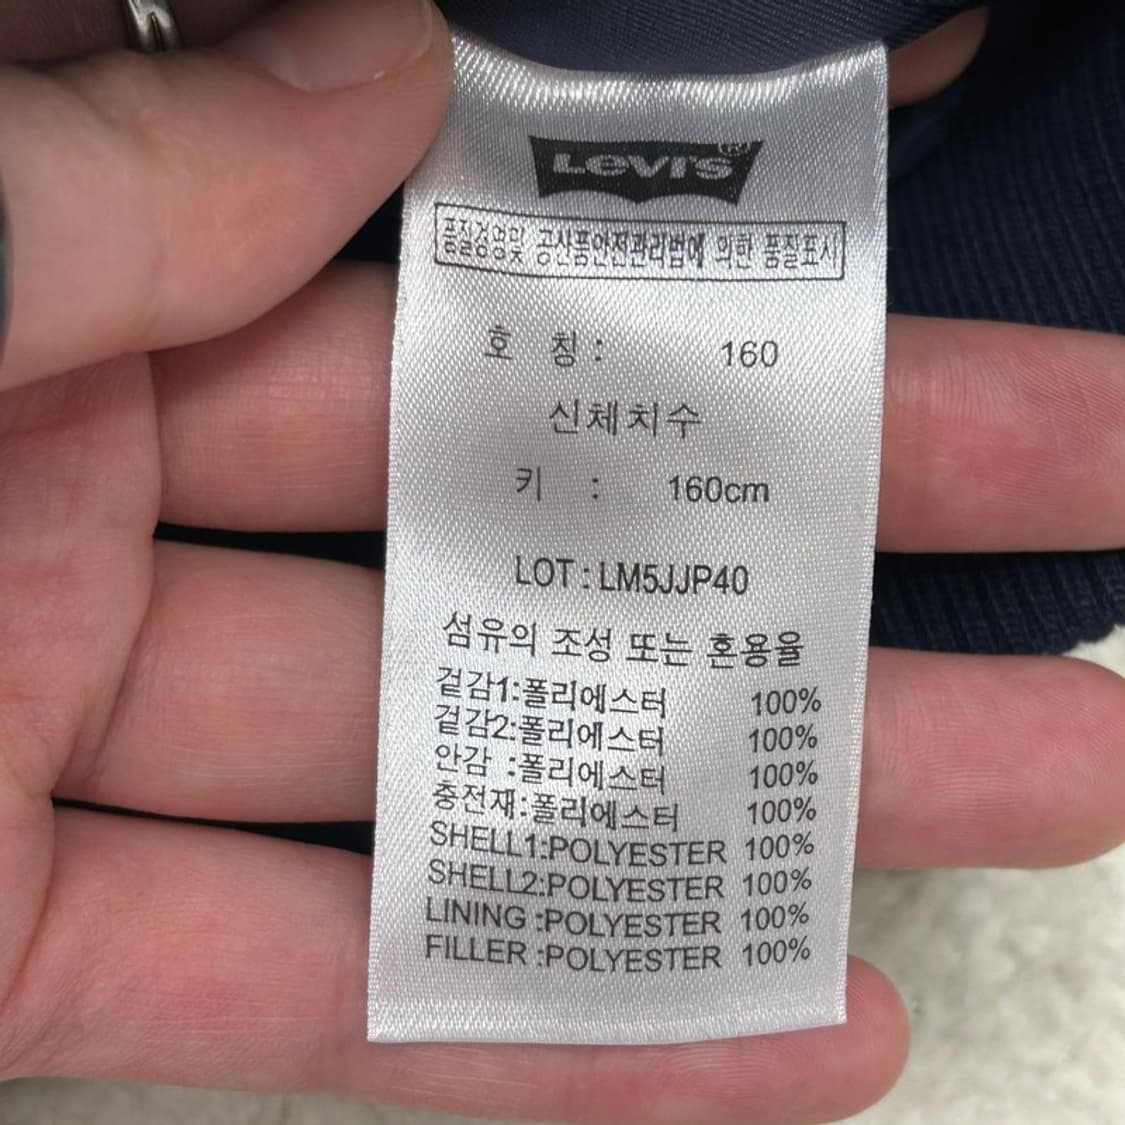 Levi's®
품질경영및 공산품안전관리법에 의한 품질표시
호 칭 : 160
신체치수
키 : 160cm
LOT : LM5JJP40
섬유의 조성 또는 혼용율
겉감1:폴리에스터 100%
겉감2:폴리에스터 100%
안감 :폴리에스터 100%
충전재:폴리에스터 100%
SHELL1:POLYESTER 100%
SHELL2:POLYESTER 100%
LINING :POLYESTER 100%
FILLER :POLYESTER 100%